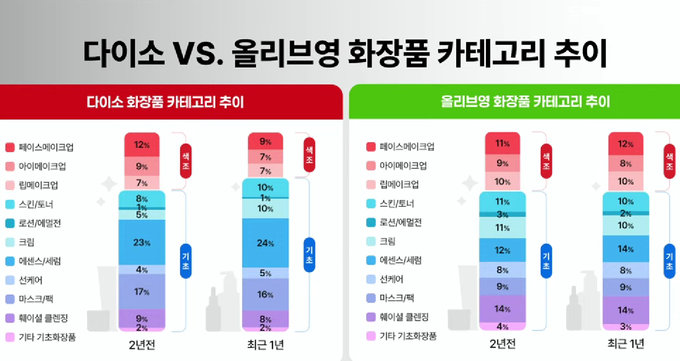 다이소 VS. 올리브영 화장품 카테고리 추이
다이소 화장품 카테고리 추이
페이스메이크업
아이메이크업
립메이크업
스킨/토너
로션/에멀전
크림
에센스/세럼
선케어
마스크/팩
훼이셜 클렌징
기타 기초화장품
12%
9%
7%
8%
1%
5%
23%
4%
17%
9%
2%
2년전
9%
7%
7%
10%
1%
10%
24%
5%
16%
8%
2%
최근 1년
색조
기초
색조
기초
올리브영 화장품 카테고리 추이
페이스메이크업
아이메이크업
립메이크업
스킨/토너
로션/에멀전
크림
에센스/세럼
선케어
마스크/팩
훼이셜 클렌징
기타 기초화장품
11%
9%
10%
11%
3%
11%
12%
8%
9%
14%
4%
2년전
12%
8%
10%
10%
2%
10%
14%
8%
9%
14%
3%
최근 1년
색조
기초
색조
기초